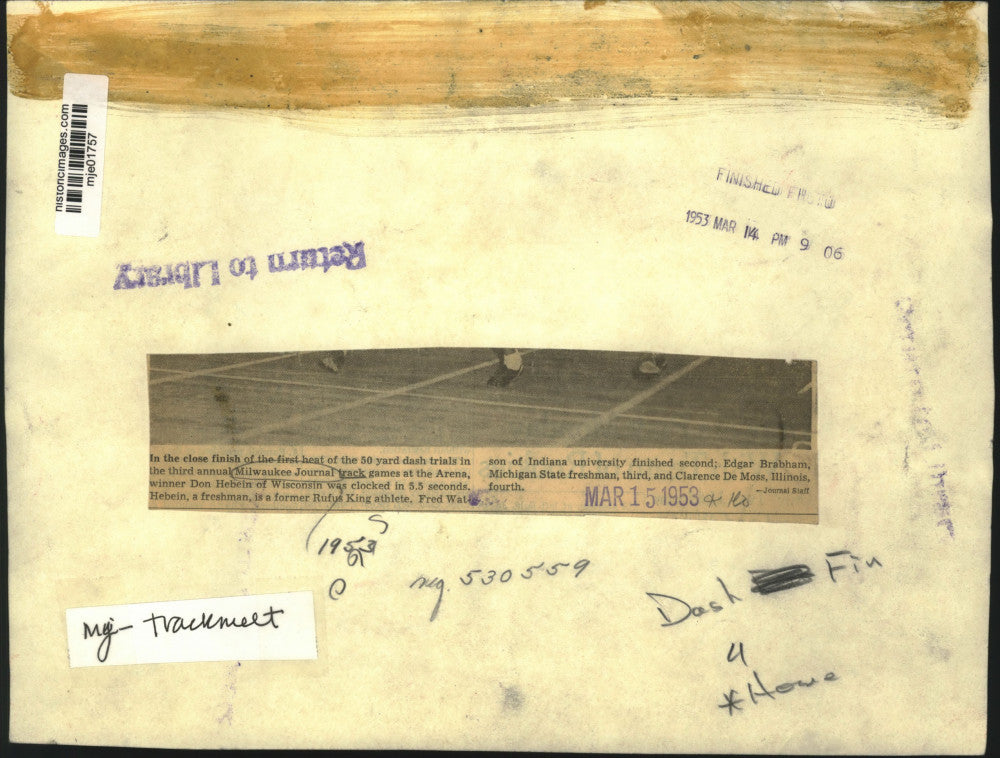 historicimages.com
mje01757
FINISHED PHOTO
1953 MAR 14 PM 9 06
Return to Library
In the close finish of the first heat of the 50 yard dash trials in
the third annual Milwaukee Journal track games at the Arena,
winner Don Hebein of Wisconsin was clocked in 5.5 seconds.
Hebein, a freshman, is a former Rufus King athlete. Fred Wat-
son of Indiana university finished second; Edgar Brabham,
Michigan State freshman, third, and Clarence De Moss, Illinois,
fourth.
—Journal Staff
MAR 15 1953
S
1953
C
neg. 530559
Mje- trackmeet
Dash Fin
4
*Home